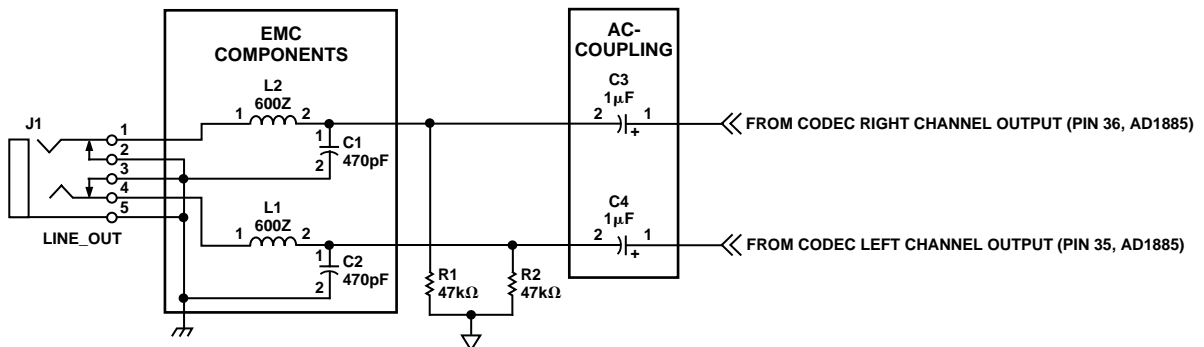 EMC
COMPONENTS
AC-
COUPLING
L2
600Z
1 2
C3
1μF
2 1
+
FROM CODEC RIGHT CHANNEL OUTPUT (PIN 36, AD1885)
J1
1
2
3
4
5
LINE_OUT
1
C1
470pF
2
L1
600Z
1 2
C4
1μF
2 1
+
FROM CODEC LEFT CHANNEL OUTPUT (PIN 35, AD1885)
1
C2
470pF
2
R1
47kΩ
R2
47kΩ